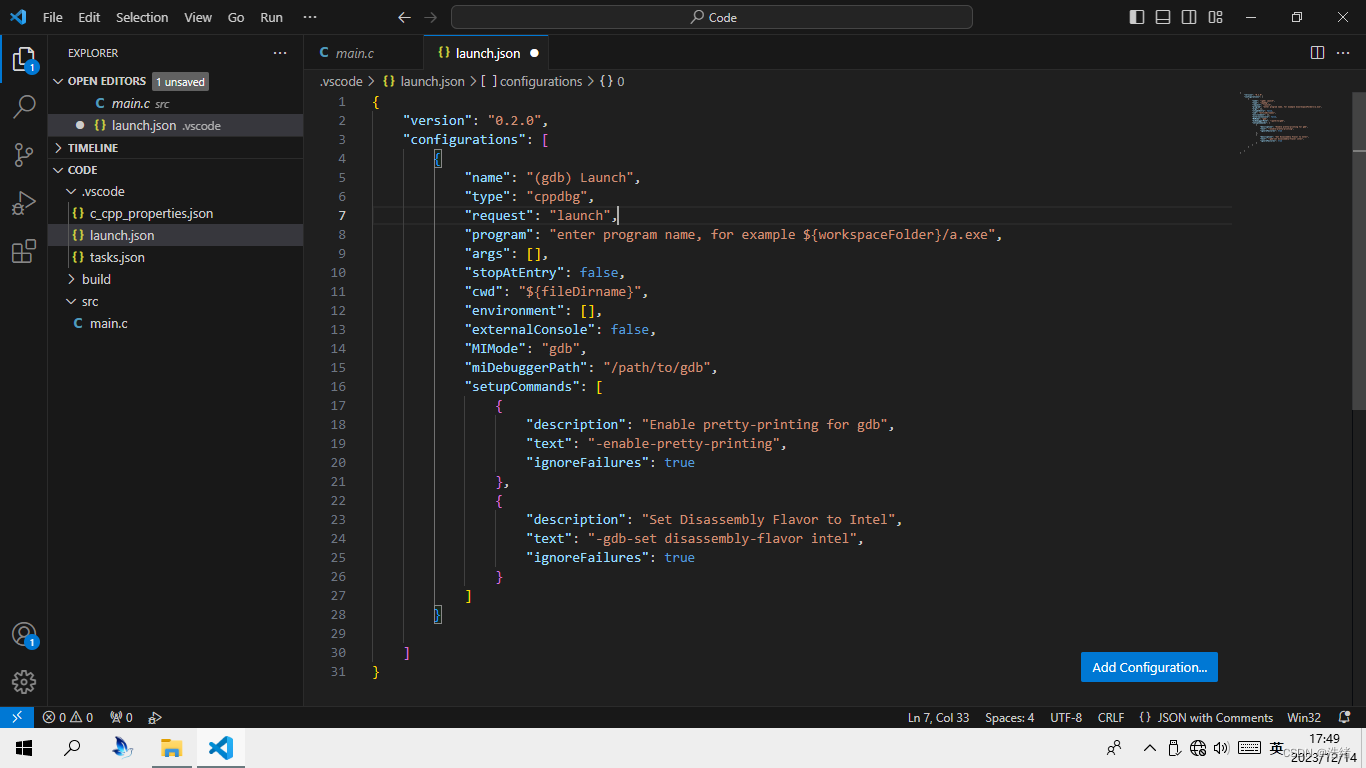 File Edit Selection View Go Run ···
Code
EXPLORER
OPEN EDITORS 1 unsaved
C main.c src
{} launch.json .vscode
TIMELINE
CODE
.vscode
{} c_cpp_properties.json
{} launch.json
{} tasks.json
build
src
C main.c
1
1
C main.c
{} launch.json
.vscode > {} launch.json > [ ] configurations > {} 0
1 {
2 "version": "0.2.0",
3 "configurations": [
4 {
5 "name": "(gdb) Launch",
6 "type": "cppdbg",
7 "request": "launch",
8 "program": "enter program name, for example ${workspaceFolder}/a.exe",
9 "args": [],
10 "stopAtEntry": false,
11 "cwd": "${fileDirname}",
12 "environment": [],
13 "externalConsole": false,
14 "MIMode": "gdb",
15 "miDebuggerPath": "/path/to/gdb",
16 "setupCommands": [
17 {
18 "description": "Enable pretty-printing for gdb",
19 "text": "-enable-pretty-printing",
20 "ignoreFailures": true
21 },
22 {
23 "description": "Set Disassembly Flavor to Intel",
24 "text": "-gdb-set disassembly-flavor intel",
25 "ignoreFailures": true
26 }
27 ]
28 }
29
30 ]
31 }
Add Configuration...
0 0 0
Ln 7, Col 33 Spaces: 4 UTF-8 CRLF {} JSON with Comments Win32
英
17:49
2023/12/14